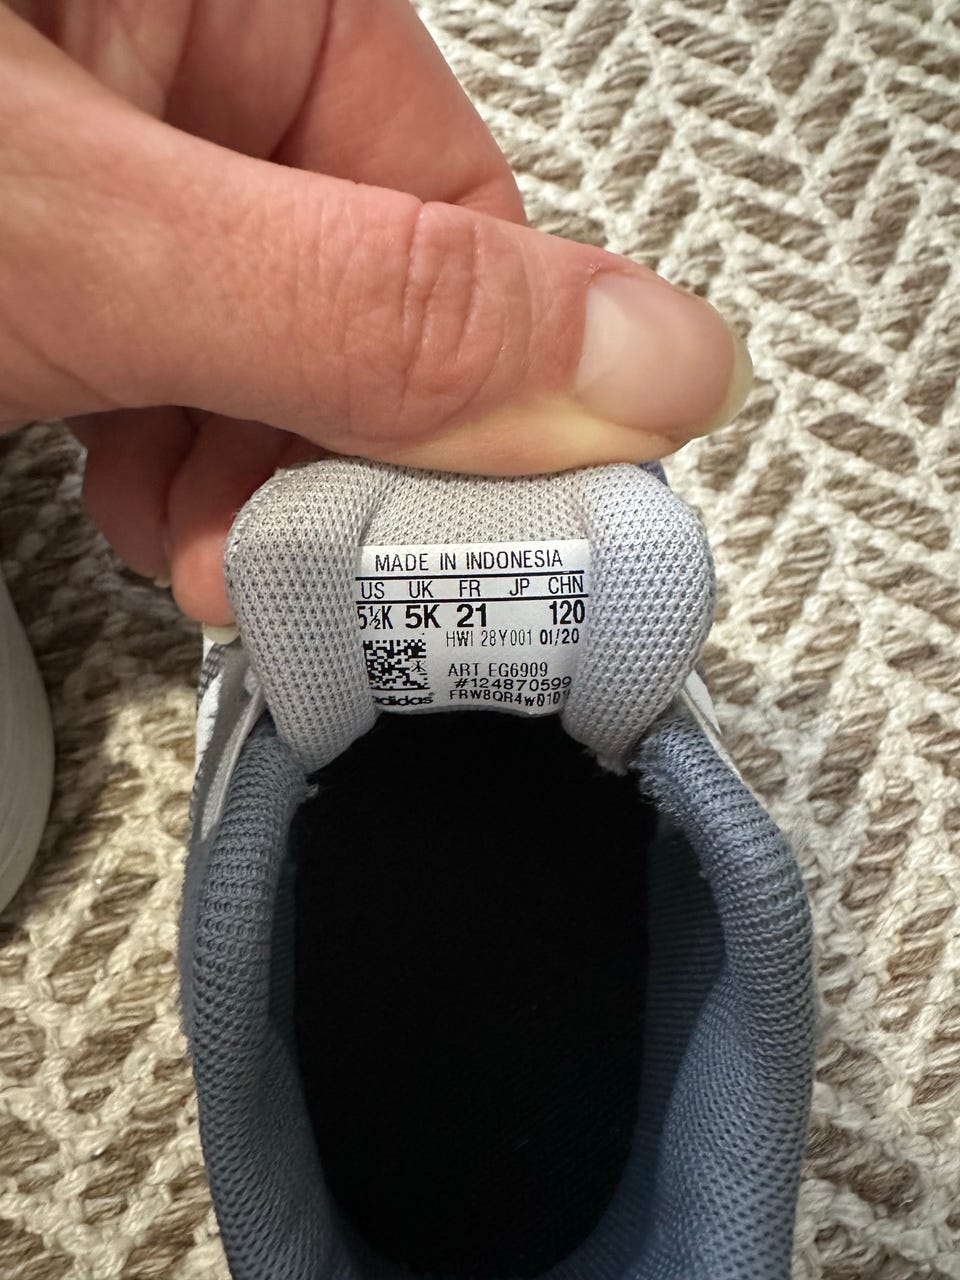 MADE IN INDONESIA
US UK FR JP CHN
5½K 5K 21 120
HWI 28Y001 01/20
ART EG6909
#124870599
adidas